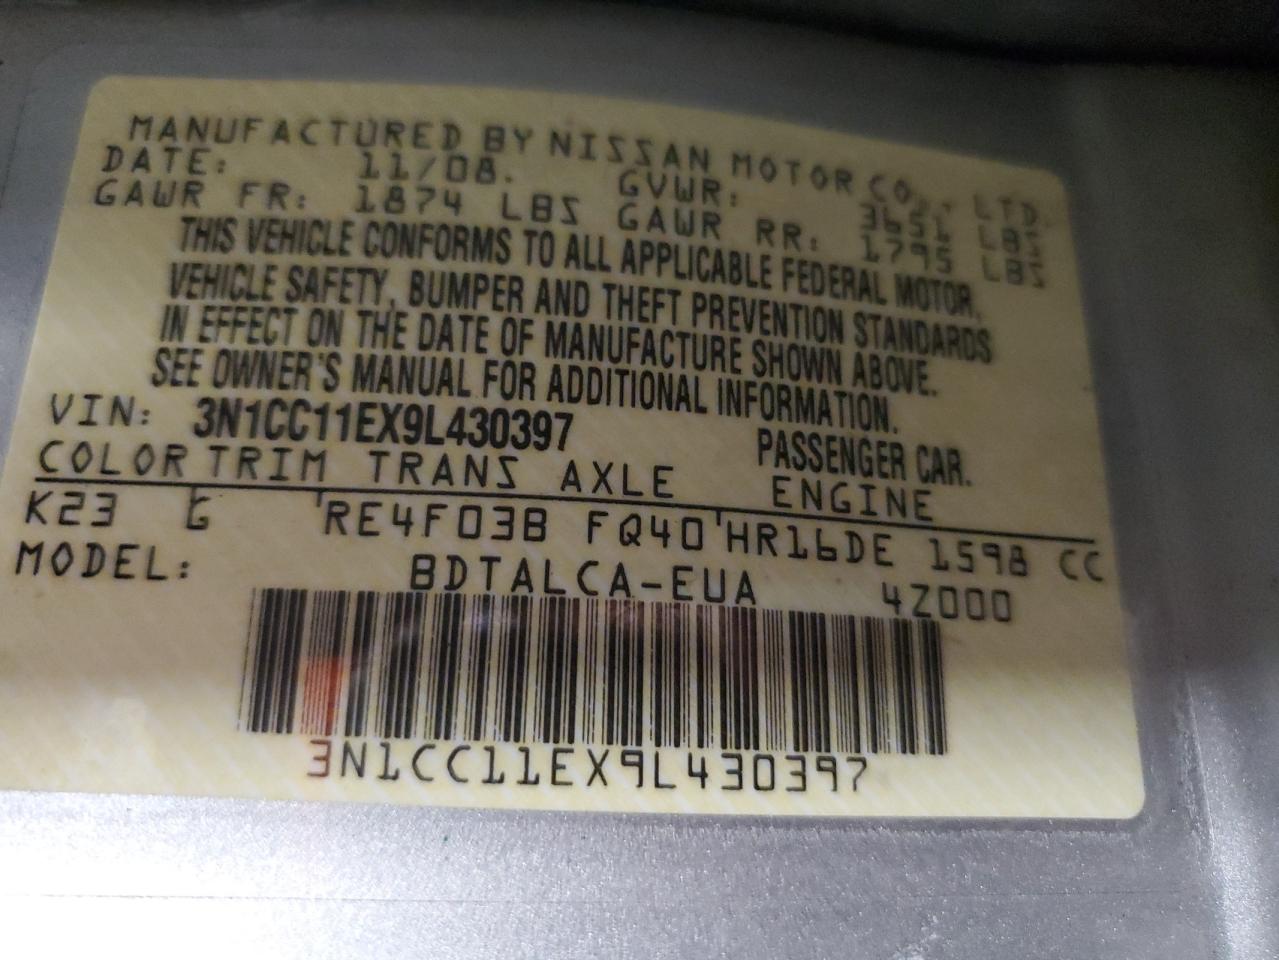 MANUFACTURED BY NISSAN MOTOR CO., LTD.
DATE: 11/08. GVWR: 3651 LBS
GAWR FR: 1874 LBS GAWR RR: 1795 LBS
THIS VEHICLE CONFORMS TO ALL APPLICABLE FEDERAL MOTOR
VEHICLE SAFETY, BUMPER AND THEFT PREVENTION STANDARDS
IN EFFECT ON THE DATE OF MANUFACTURE SHOWN ABOVE.
SEE OWNER'S MANUAL FOR ADDITIONAL INFORMATION.
VIN: 3N1CC11EX9L430397 PASSENGER CAR.
COLOR TRIM TRANS AXLE ENGINE
K23 G RE4F03B FQ40 HR16DE 1598 CC
MODEL: BDTALCA-EUA 4Z000
3N1CC11EX9L430397